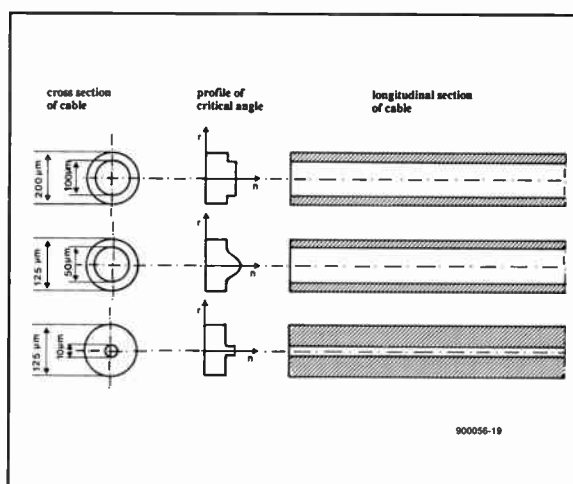 cross section
of cable
profile of
critical angle
longitudinal section
of cable
r
n
200 µm
100µm
r
n
125 µm
50µm
r
n
125 µm
10µm
900056-19